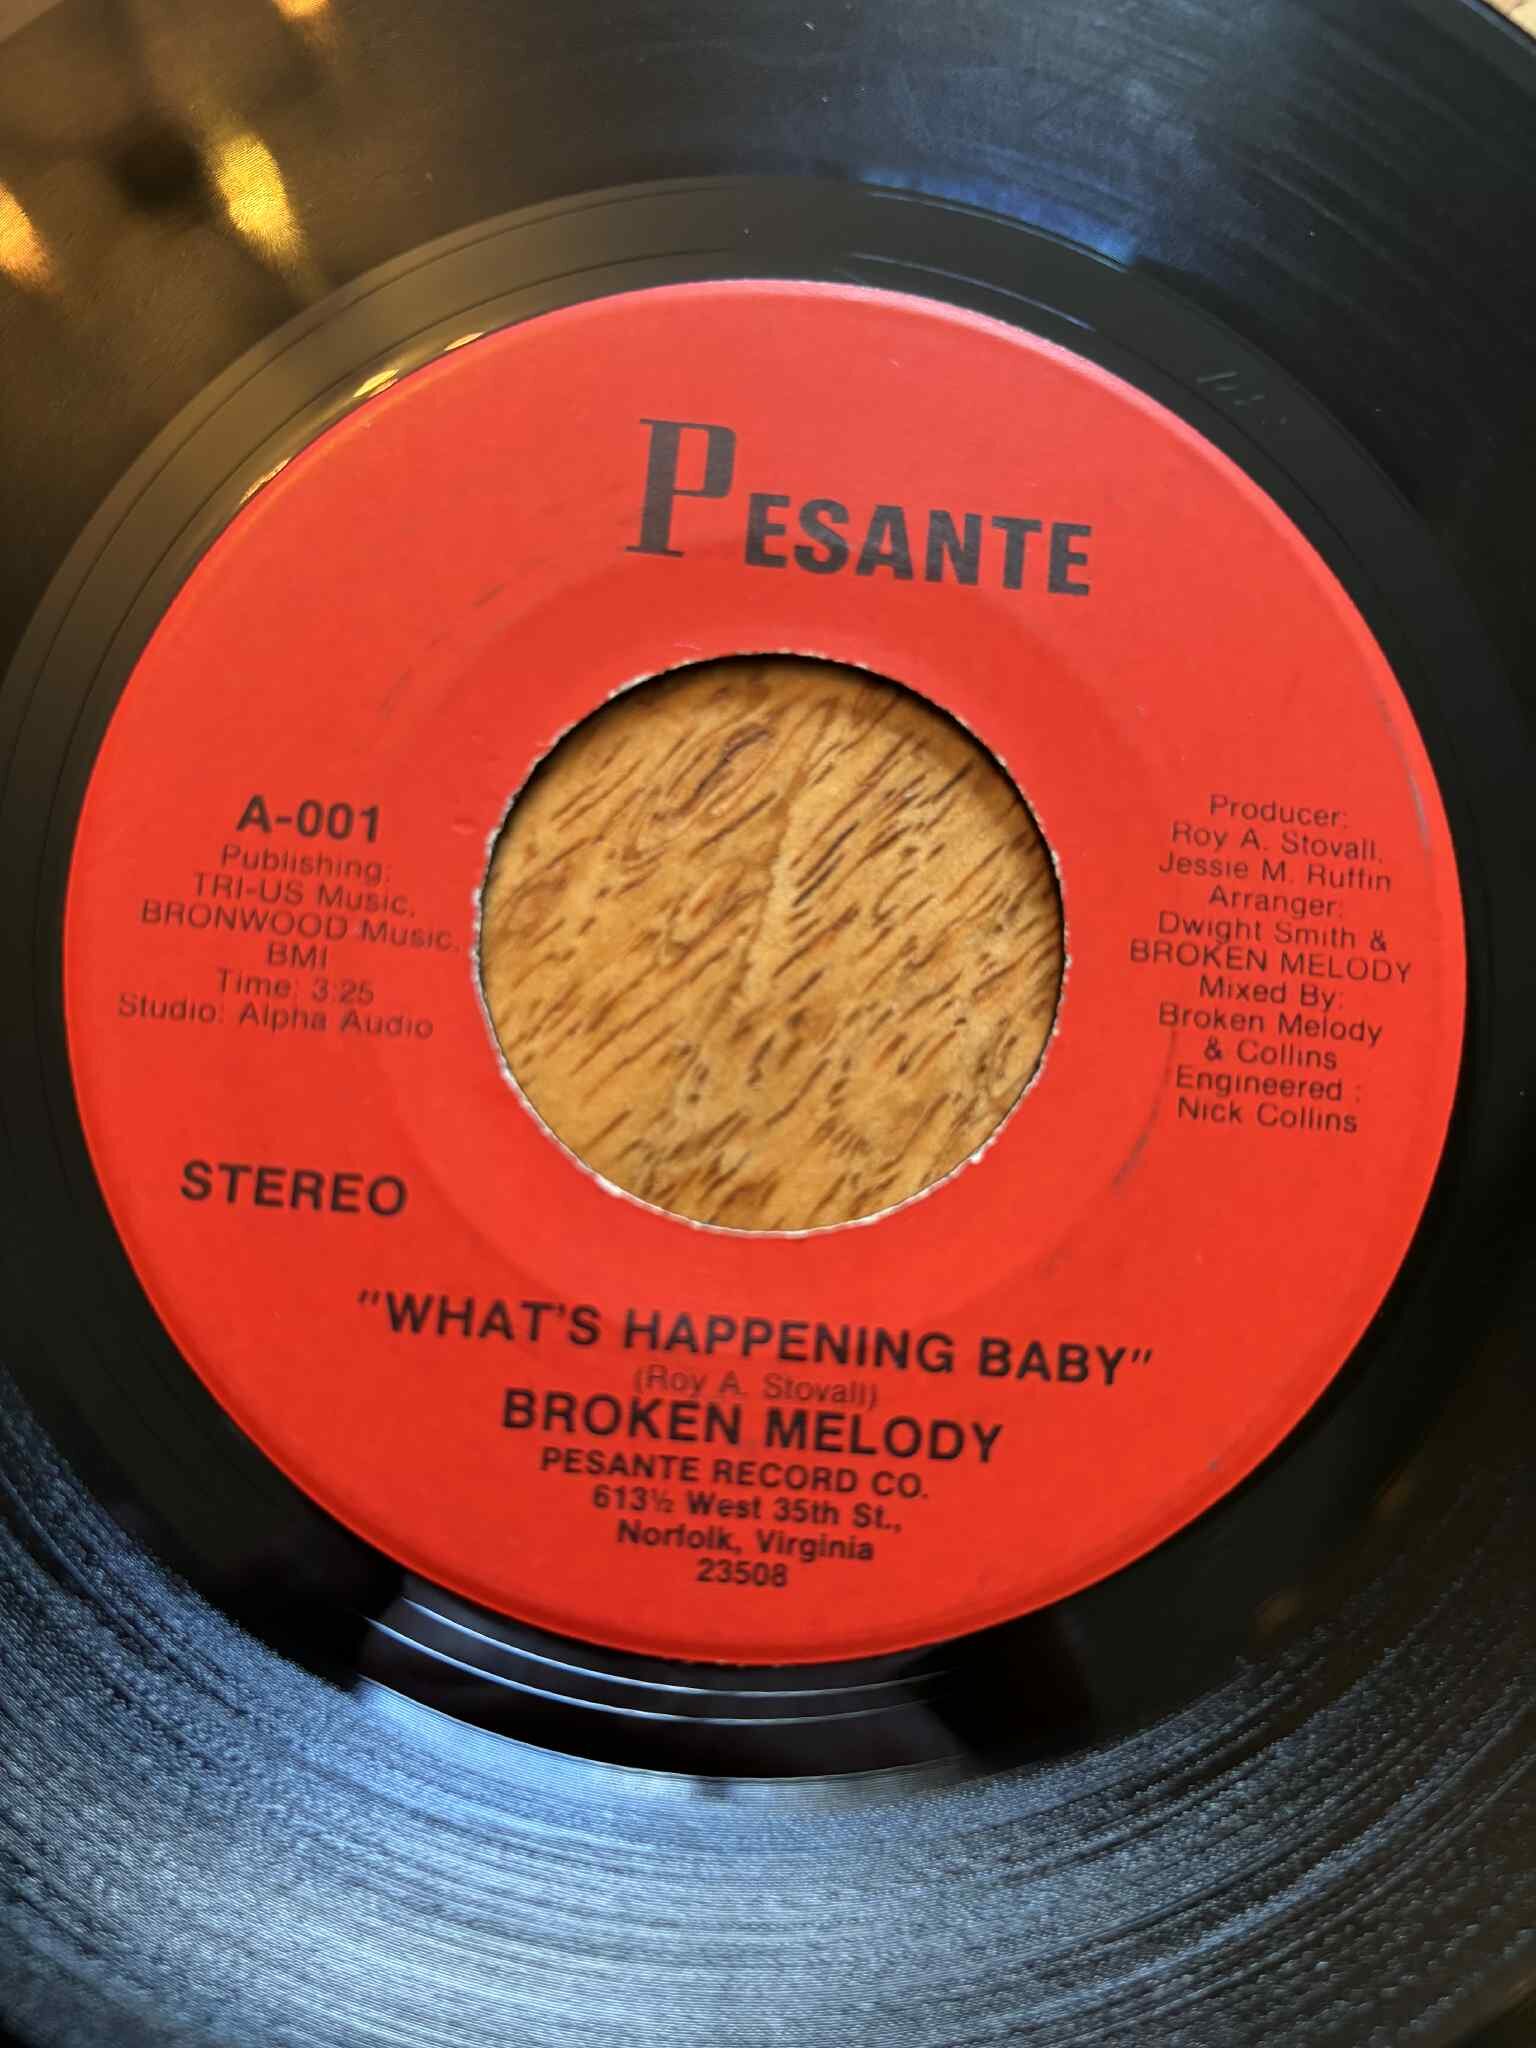 PESANTE
A-001
Publishing:
TRI-US Music,
BRONWOOD Music,
BMI
Time: 3:25
Studio: Alpha Audio
STEREO
Producer:
Roy A. Stovall,
Jessie M. Ruffin
Arranger:
Dwight Smith &
BROKEN MELODY
Mixed By:
Broken Melody
& Collins
Engineered :
Nick Collins
"WHAT'S HAPPENING BABY"
(Roy A. Stovall)
BROKEN MELODY
PESANTE RECORD CO.
613½ West 35th St.,
Norfolk, Virginia
23508